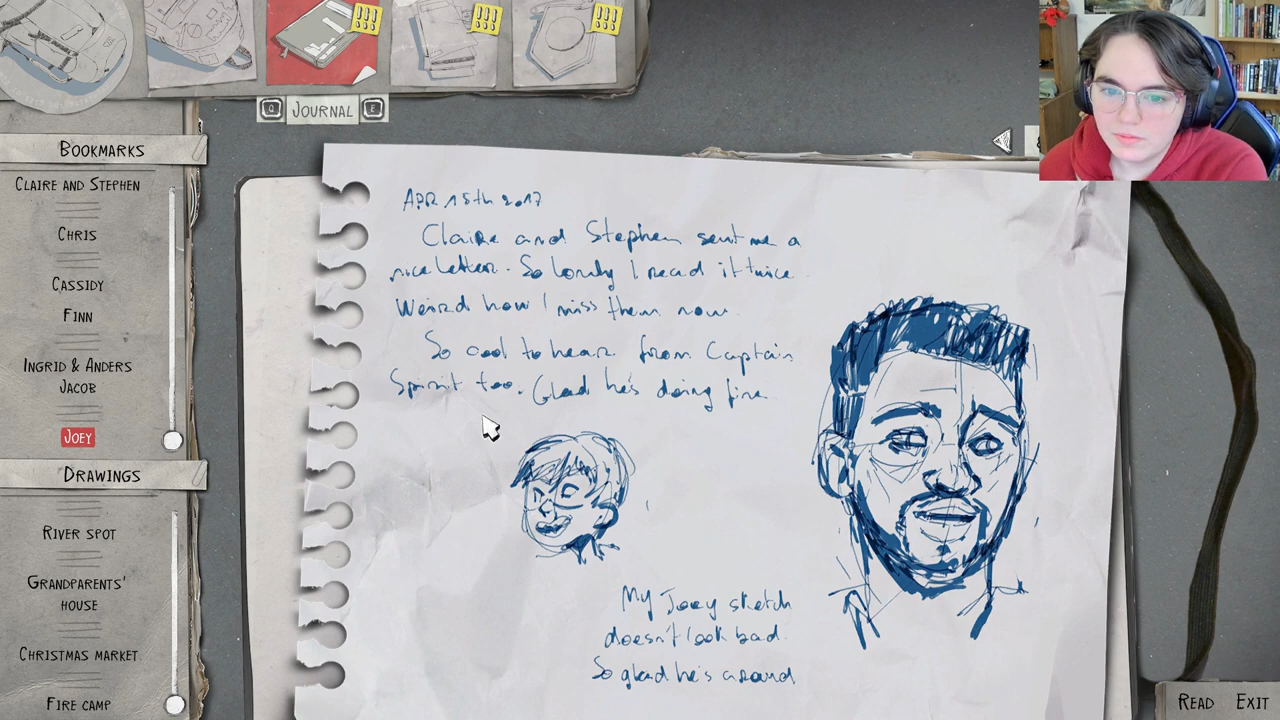 Q
JOURNAL
E
BOOKMARKS
CLAIRE AND STEPHEN
CHRIS
CASSIDY
FINN
INGRID & ANDERS
JACOB
JOEY
DRAWINGS
RIVER SPOT
GRANDPARENTS'
HOUSE
CHRISTMAS MARKET
FIRE CAMP
APR 15th 2017
Claire and Stephen sent me a
nice letter. So lovely I read it twice
Weird how I miss them now.
So cool to hear from Captain
Spirit too. Glad he's doing fine
My Joey sketch
doesn't look bad.
So glad he's around
READ
EXIT